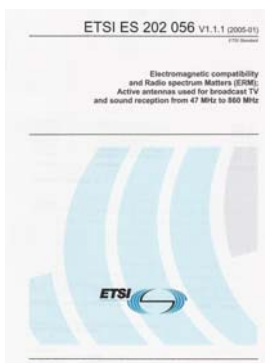 ETSI ES 202 056 V1.1.1 (2005-01)
ETSI Standard
Electromagnetic compatibility
and Radio spectrum Matters (ERM);
Active antennas used for broadcast TV
and sound reception from 47 MHz to 860 MHz
ETSI